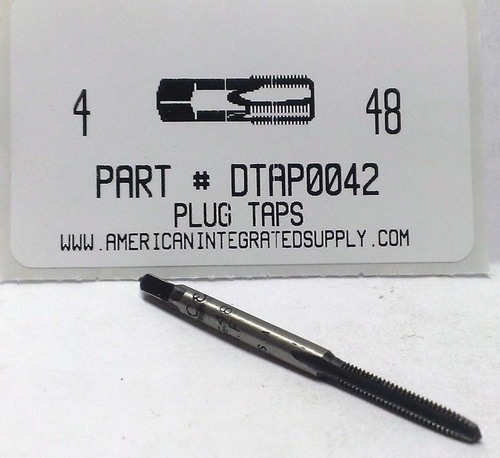 4 48
PART # DTAP0042
PLUG TAPS
WWW.AMERICANINTEGRATEDSUPPLY.COM